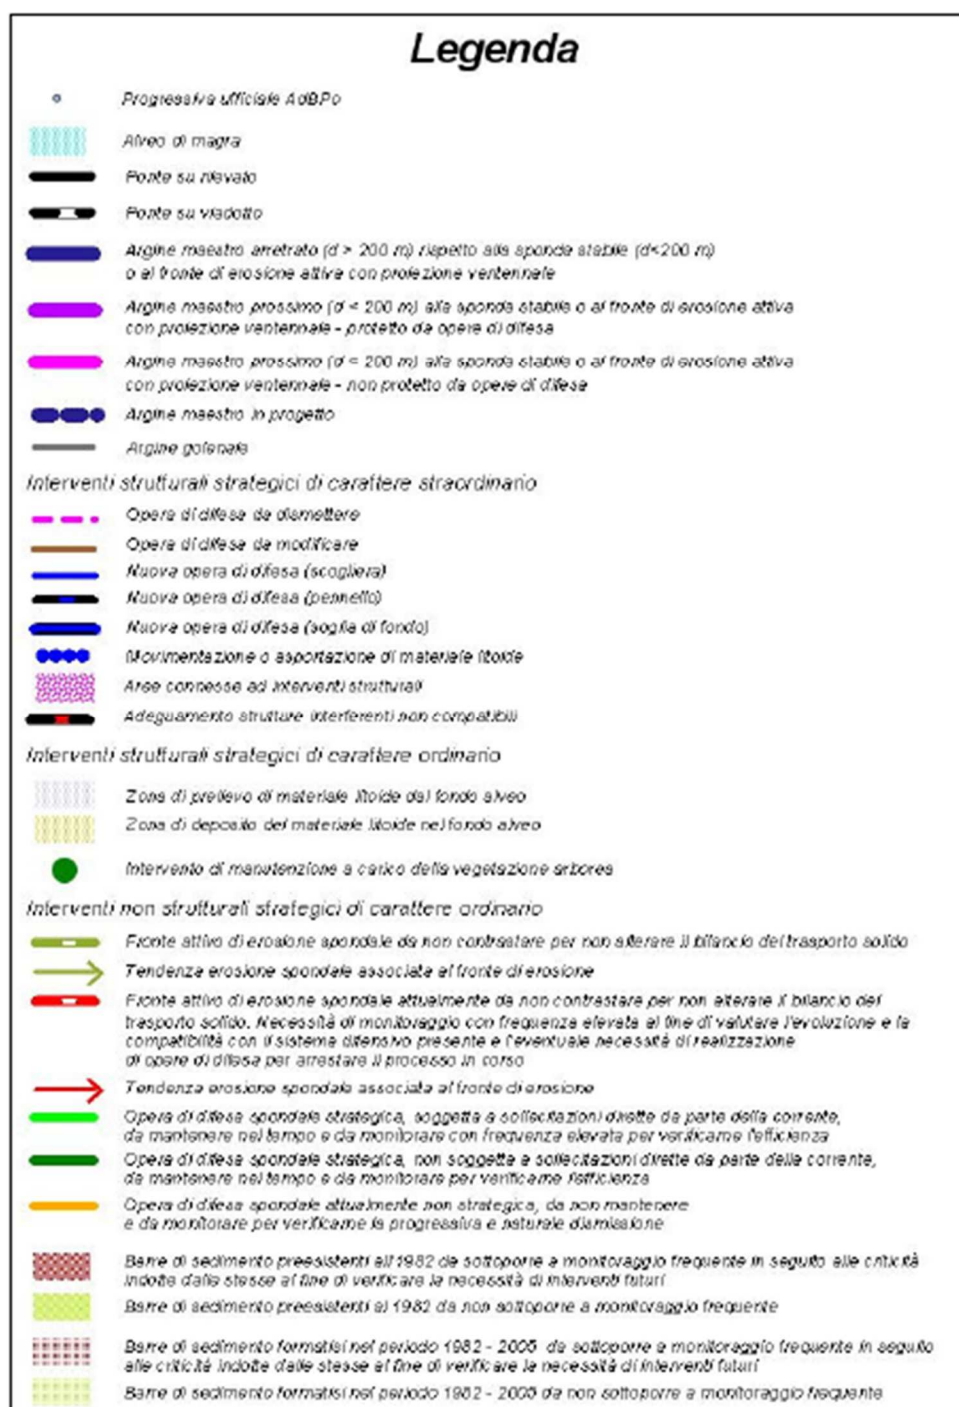 Legenda
Progressiva ufficiale AdBPo
Alveo di magra
Ponte su rilevato
Ponte su viadotto
Argine maestro arretrato (d > 200 m) rispetto alla sponda stabile (d<200 m)
o al fronte di erosione attiva con proiezione ventennale
Argine maestro prossimo (d < 200 m) alla sponda stabile o al fronte di erosione attiva
con proiezione ventennale - protetto da opere di difesa
Argine maestro prossimo (d < 200 m) alla sponda stabile o al fronte di erosione attiva
con proiezione ventennale - non protetto da opere di difesa
Argine maestro in progetto
Argine golenale
Interventi strutturali strategici di carattere straordinario
Opera di difesa da dismettere
Opera di difesa da modificare
Nuova opera di difesa (scogliera)
Nuova opera di difesa (pennello)
Nuova opera di difesa (soglia di fondo)
Movimentazione o asportazione di materiale litoide
Aree connesse ad interventi strutturali
Adeguamento strutture interferenti non compatibili
Interventi strutturali strategici di carattere ordinario
Zona di prelievo di materiale litoide dal fondo alveo
Zona di deposito del materiale litoide nel fondo alveo
Intervento di manutenzione a carico della vegetazione arborea
Interventi non strutturali strategici di carattere ordinario
Fronte attivo di erosione spondale da non contrastare per non alterare il bilancio del trasporto solido
Tendenza erosione spondale associata al fronte di erosione
Fronte attivo di erosione spondale attualmente da non contrastare per non alterare il bilancio del
trasporto solido. Necessità di monitoraggio con frequenza elevata al fine di valutare l'evoluzione e la
compatibilità con il sistema difensivo presente e l'eventuale necessità di realizzazione
di opere di difesa per arrestare il processo in corso
Tendenza erosione spondale associata al fronte di erosione
Opera di difesa spondale strategica, soggetta a sollecitazioni dirette da parte della corrente,
da mantenere nel tempo e da monitorare con frequenza elevata per verificarne l'efficienza
Opera di difesa spondale strategica, non soggetta a sollecitazioni dirette da parte della corrente,
da mantenere nel tempo e da monitorare per verificarne l'efficienza
Opera di difesa spondale attualmente non strategica, da non mantenere
e da monitorare per verificarne la progressiva e naturale dismissione
Barre di sedimento preesistenti all'1982 da sottoporre a monitoraggio frequente in seguito alle criticità
indotte dalle stesse al fine di verificare la necessità di interventi futuri
Barre di sedimento preesistenti al 1982 da non sottoporre a monitoraggio frequente
Barre di sedimento formatisi nel periodo 1982 - 2005 da sottoporre a monitoraggio frequente in seguito
alle criticità indotte dalle stesse al fine di verificare la necessità di interventi futuri
Barre di sedimento formatisi nel periodo 1982 - 2005 da non sottoporre a monitoraggio frequente